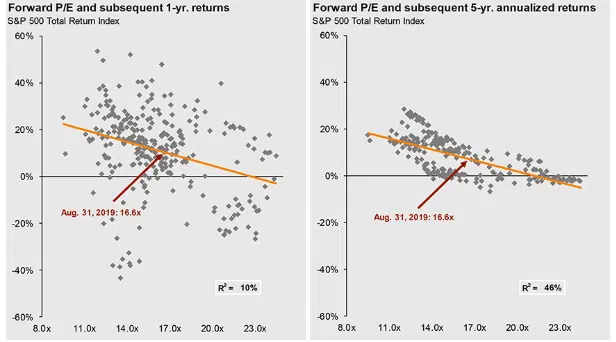 Forward P/E and subsequent 1-yr. returns
S&P 500 Total Return Index
60%
40%
20%
0%
-20%
-40%
-60%
Aug. 31, 2019: 16.6x
R² = 10%
8.0x 11.0x 14.0x 17.0x 20.0x 23.0x
Forward P/E and subsequent 5-yr. annualized returns
S&P 500 Total Return Index
60%
40%
20%
0%
-20%
-40%
-60%
Aug. 31, 2019: 16.6x
R² = 46%
8.0x 11.0x 14.0x 17.0x 20.0x 23.0x